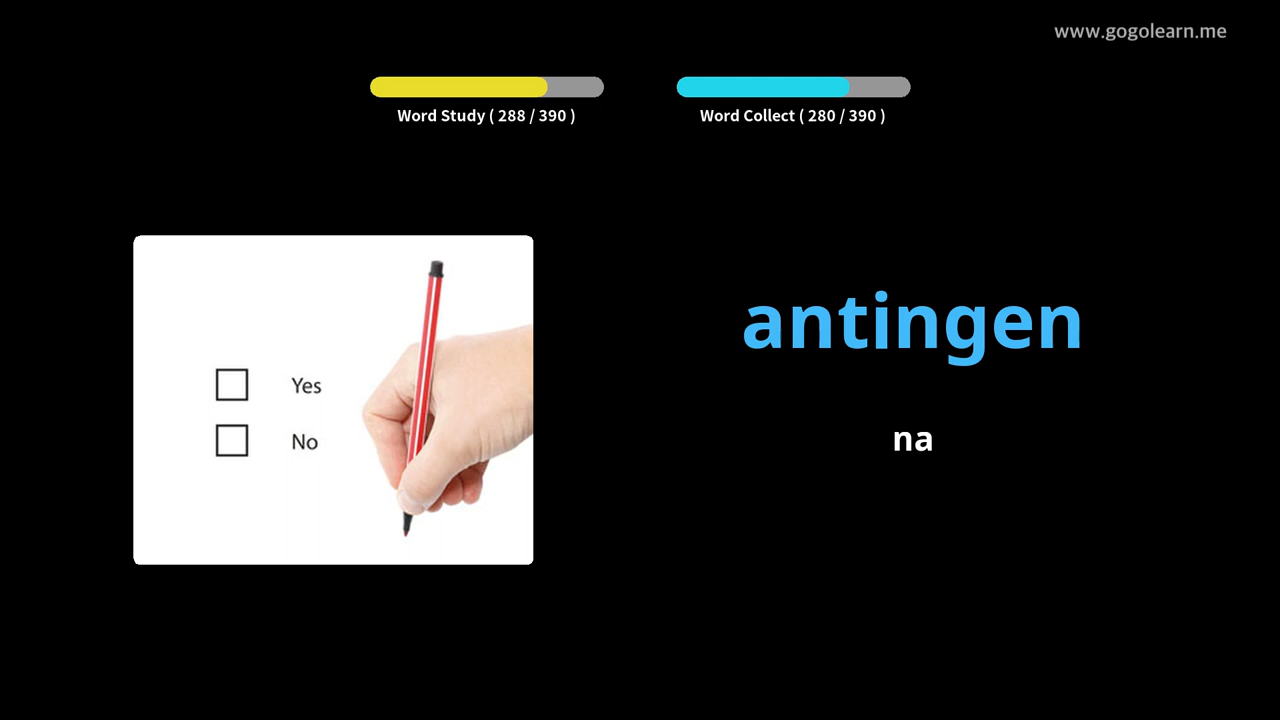 www.gogolearn.me
Word Study ( 288 / 390 )
Word Collect ( 280 / 390 )
Yes
No
antingen
na